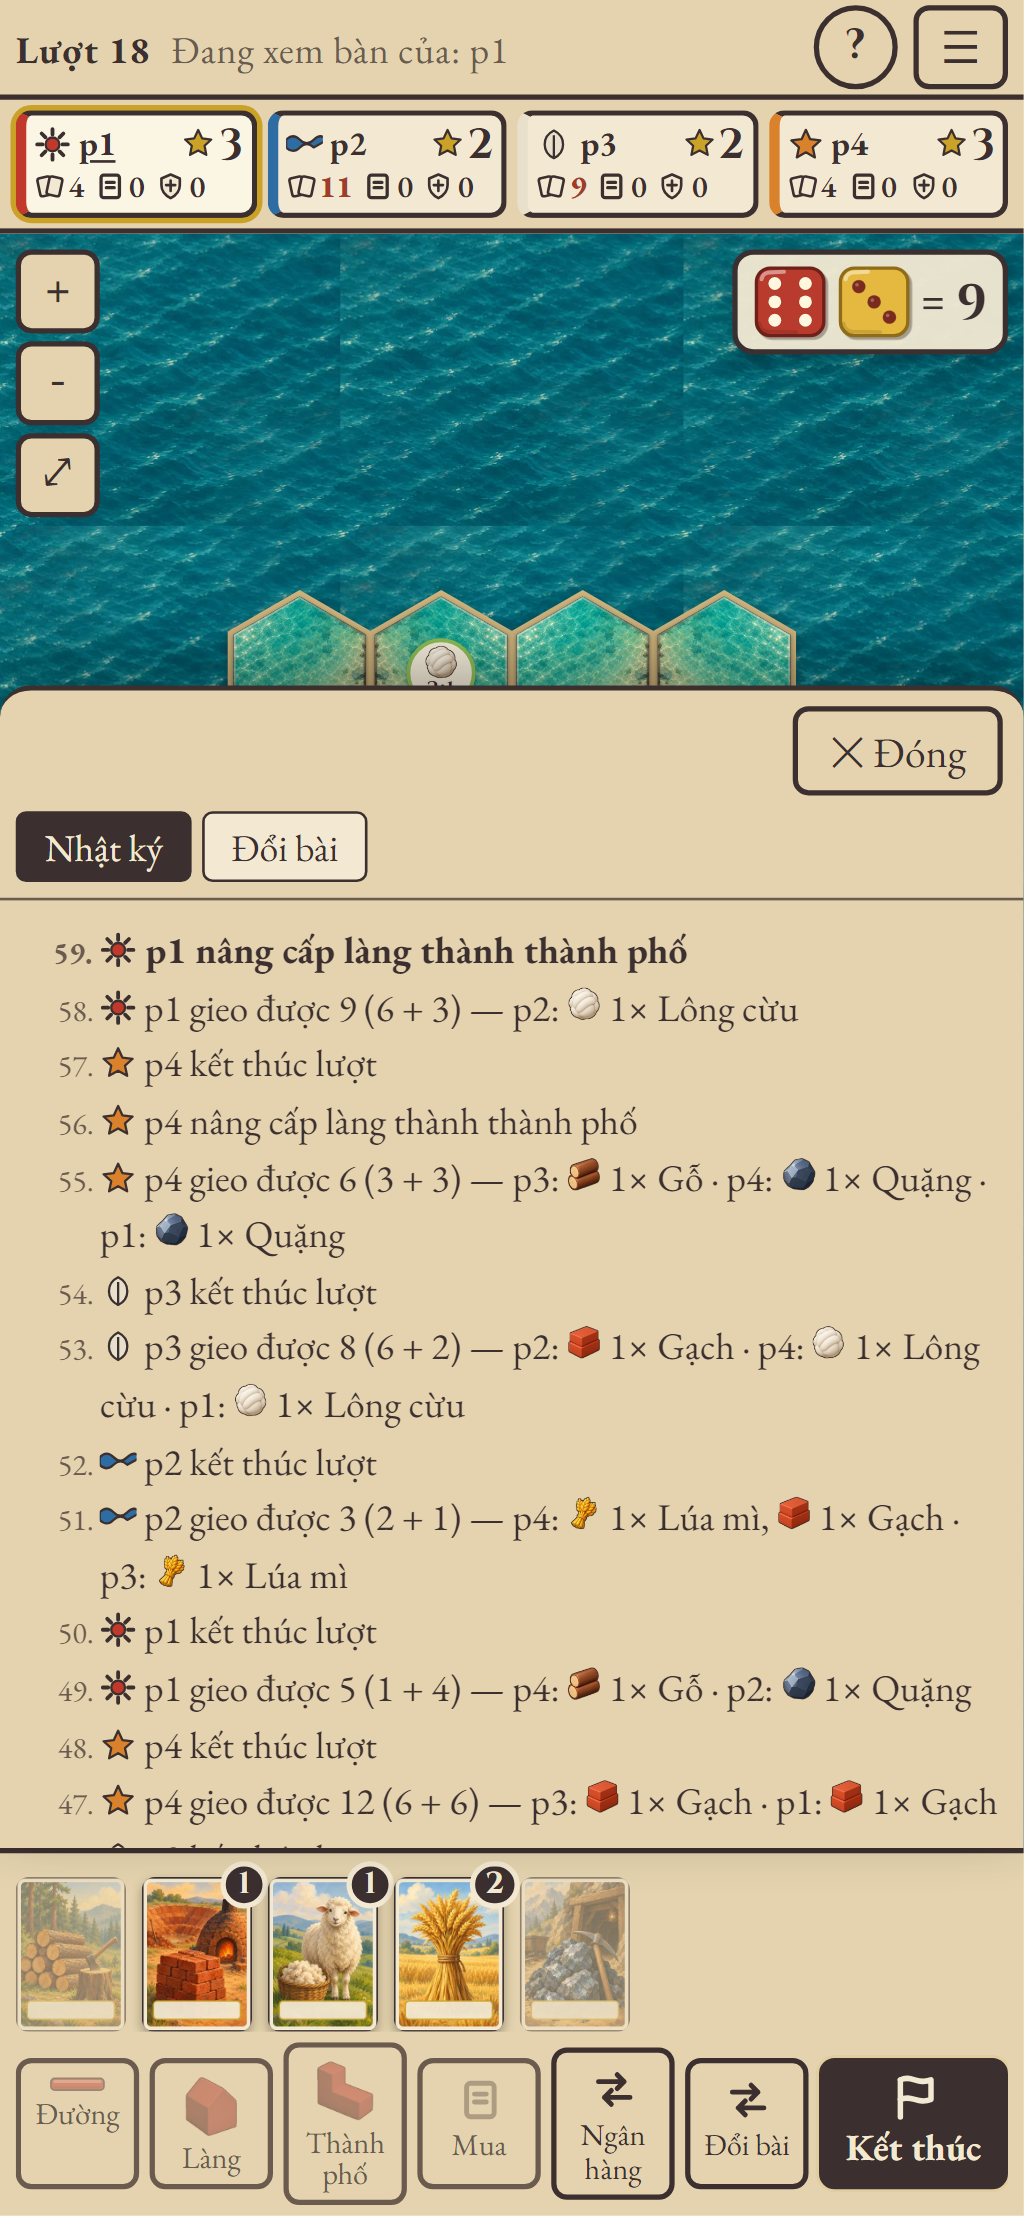 Lượt 18 Đang xem bàn của: p1 ? ☰
p1 3 p2 2 p3 2 p4 3
4 0 0 11 0 0 9 0 0 4 0 0
+
= 9
-
× Đóng
Nhật ký Đổi bài
59. p1 nâng cấp làng thành thành phố
58. p1 gieo được 9 (6 + 3) — p2: 1× Lông cừu
57. p4 kết thúc lượt
56. p4 nâng cấp làng thành thành phố
55. p4 gieo được 6 (3 + 3) — p3: 1× Gỗ · p4: 1× Quặng ·
p1: 1× Quặng
54. p3 kết thúc lượt
53. p3 gieo được 8 (6 + 2) — p2: 1× Gạch · p4: 1× Lông
cừu · p1: 1× Lông cừu
52. p2 kết thúc lượt
51. p2 gieo được 3 (2 + 1) — p4: 1× Lúa mì, 1× Gạch ·
p3: 1× Lúa mì
50. p1 kết thúc lượt
49. p1 gieo được 5 (1 + 4) — p4: 1× Gỗ · p2: 1× Quặng
48. p4 kết thúc lượt
47. p4 gieo được 12 (6 + 6) — p3: 1× Gạch · p1: 1× Gạch
1 1 2
Đường
Làng
Thành
phố
Mua
Ngân
hàng
Đổi bài
Kết thúc